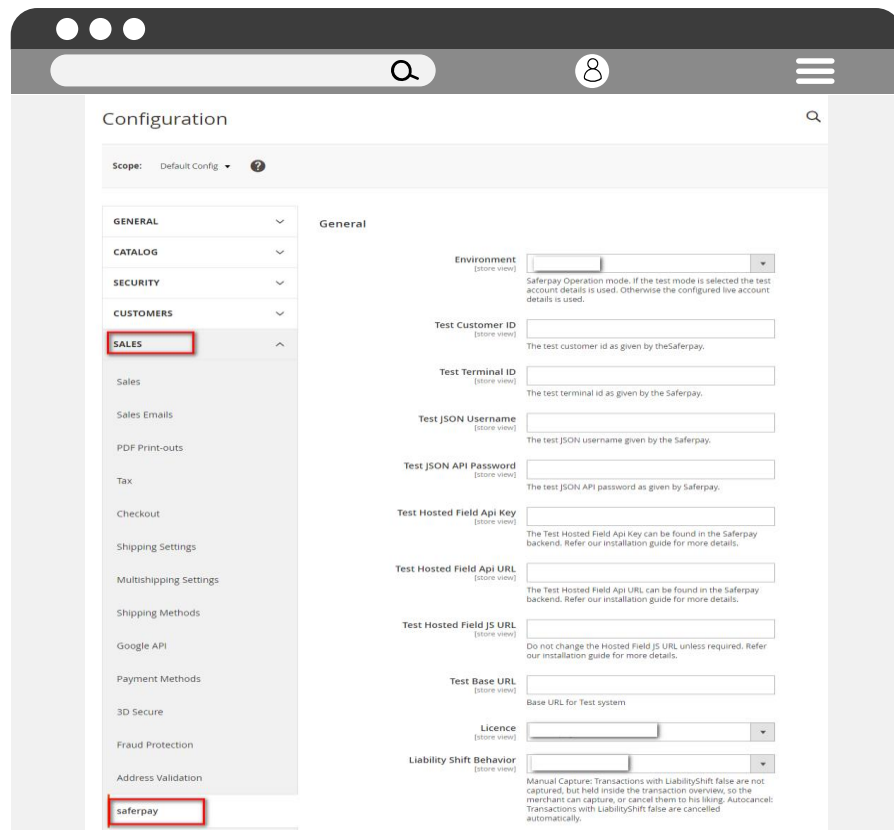 Configuration
Scope: Default Config
GENERAL
CATALOG
SECURITY
CUSTOMERS
SALES
Sales
Sales Emails
PDF Print-outs
Tax
Checkout
Shipping Settings
Multishipping Settings
Shipping Methods
Google API
Payment Methods
3D Secure
Fraud Protection
Address Validation
saferpay
General
Environment
[store view]
Saferpay Operation mode. If the test mode is selected the test
account details is used. Otherwise the configured live account
details is used.
Test Customer ID
[store view]
The test customer id as given by theSaferpay.
Test Terminal ID
[store view]
The test terminal id as given by the Saferpay.
Test JSON Username
[store view]
The test JSON username given by the Saferpay.
Test JSON API Password
[store view]
The test JSON API password as given by Saferpay.
Test Hosted Field Api Key
[store view]
The Test Hosted Field Api Key can be found in the Saferpay
backend. Refer our installation guide for more details.
Test Hosted Field Api URL
[store view]
The Test Hosted Field Api URL can be found in the Saferpay
backend. Refer our installation guide for more details.
Test Hosted Field JS URL
[store view]
Do not change the Hosted Field JS URL unless required. Refer
our installation guide for more details.
Test Base URL
[store view]
Base URL for Test system
Licence
[store view]
Liability Shift Behavior
[store view]
Manual Capture: Transactions with LiabilityShift false are not
captured, but held inside the transaction overview, so the
merchant can capture, or cancel them to his liking. Autocancel:
Transactions with LiabilityShift false are cancelled
automatically.